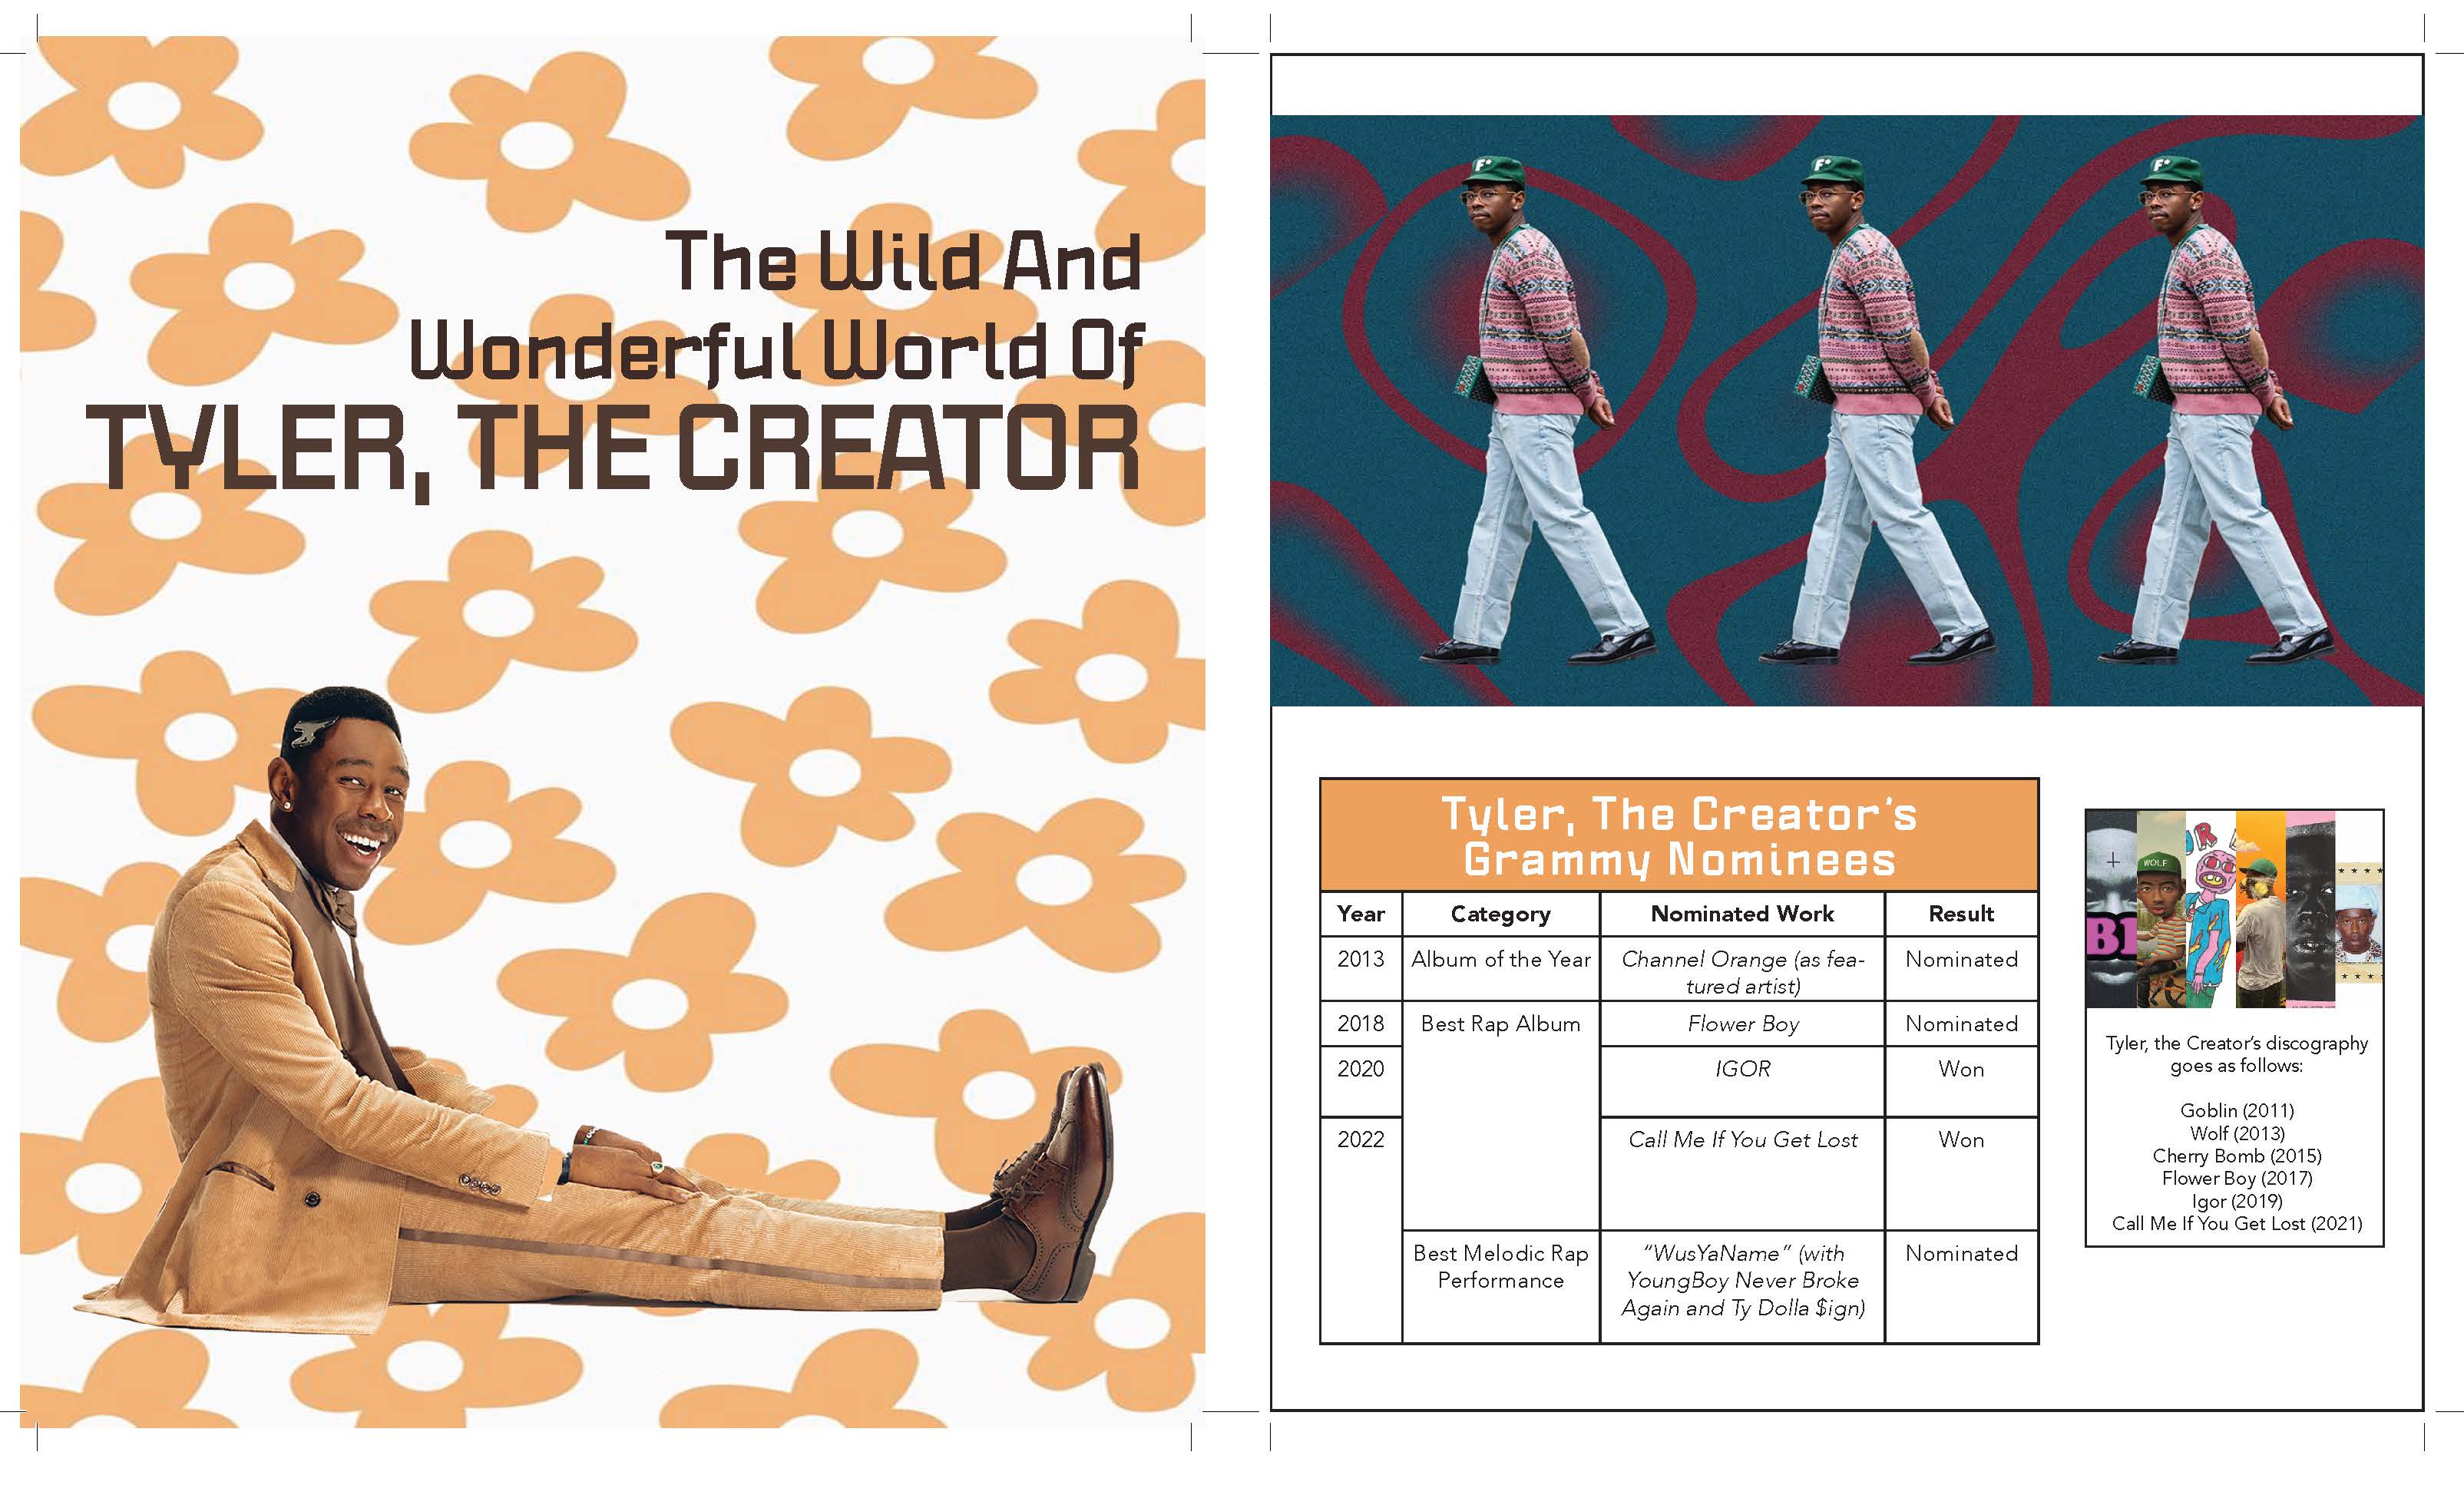 The Wild And
Wonderful World Of
TYLER, THE CREATOR
F*
F*
F*
Tyler, The Creator's
Grammy Nominees
Year Category Nominated Work Result
2013 Album of the Year Channel Orange (as fea-
tured artist) Nominated
2018 Best Rap Album Flower Boy Nominated
2020 IGOR Won
2022 Call Me If You Get Lost Won
Best Melodic Rap
Performance
“WusYaName” (with
YoungBoy Never Broke
Again and Ty Dolla $ign)
Nominated
WOLF
Tyler, the Creator’s discography
goes as follows:
Goblin (2011)
Wolf (2013)
Cherry Bomb (2015)
Flower Boy (2017)
Igor (2019)
Call Me If You Get Lost (2021)